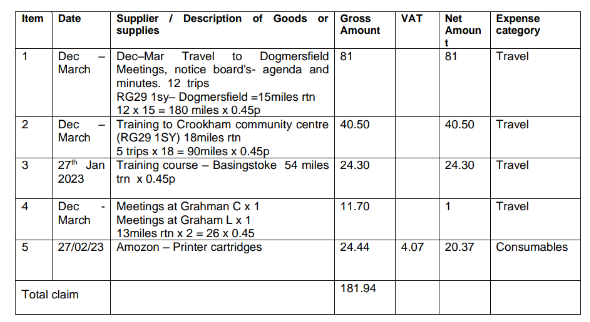 Item Date Supplier / Description of Goods or supplies Gross Amount VAT Net Amoun t Expense category
1 Dec – March Dec–Mar Travel to Dogmersfield 81 81 Travel
Meetings, notice board's- agenda and
minutes. 12 trips
RG29 1sy– Dogmersfield =15miles rtn
12 x 15 = 180 miles x 0.45p
2 Dec – March Training to Crookham community centre 40.50 40.50 Travel
(RG29 1SY) 18miles rtn
5 trips x 18 = 90miles x 0.45p
3 27th Jan 2023 Training course – Basingstoke 54 miles 24.30 24.30 Travel
trn x 0.45p
4 Dec - March Meetings at Grahman C x 1 11.70 1 Travel
Meetings at Graham L x 1
13miles rtn x 2 = 26 x 0.45
5 27/02/23 Amozon – Printer cartridges 24.44 4.07 20.37 Consumables
Total claim 181.94